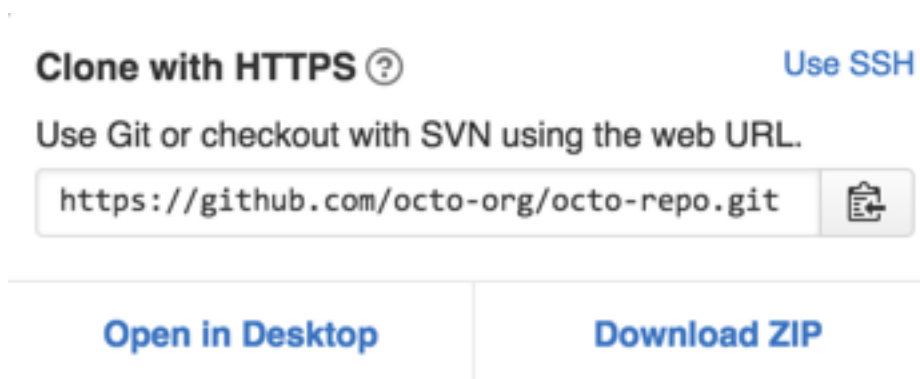 Clone with HTTPS ? Use SSH
Use Git or checkout with SVN using the web URL.
https://github.com/octo-org/octo-repo.git
Open in Desktop Download ZIP